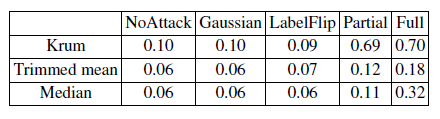 NoAttack Gaussian LabelFlip Partial Full
Krum 0.10 0.10 0.09 0.69 0.70
Trimmed mean 0.06 0.06 0.07 0.12 0.18
Median 0.06 0.06 0.06 0.11 0.32